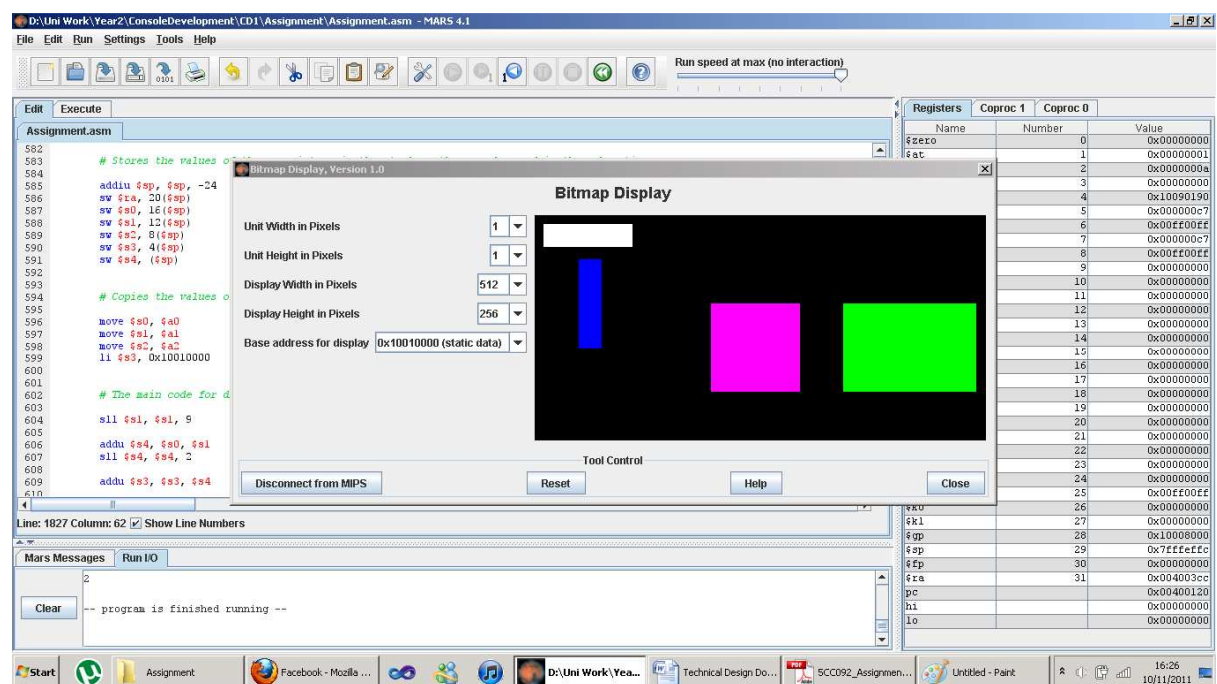 D:\Uni Work\Year2\ConsoleDevelopment\CD1\Assignment\Assignment.asm - MARS 4.1
File Edit Run Settings Tools Help
Run speed at max (no interaction)
Edit Execute
Assignment.asm
582
583 # Stores the values of
584
585 addiu $sp, $sp, -24
586 sw $ra, 20($sp)
587 sw $s0, 16($sp)
588 sw $s1, 12($sp)
589 sw $s2, 8($sp)
590 sw $s3, 4($sp)
591 sw $s4, ($sp)
592
593
594 # Copies the values o
595
596 move $s0, $a0
597 move $s1, $a1
598 move $s2, $a2
599 li $s3, 0x10010000
600
601
602 # The main code for d
603
604 sll $s1, $s1, 9
605
606 addu $s4, $s0, $s1
607 sll $s4, $s4, 2
608
609 addu $s3, $s3, $s4
610
Line: 1827 Column: 62 Show Line Numbers
Bitmap Display, Version 1.0
Bitmap Display
Unit Width in Pixels 1
Unit Height in Pixels 1
Display Width in Pixels 512
Display Height in Pixels 256
Base address for display 0x10010000 (static data)
Tool Control
Disconnect from MIPS Reset Help Close
Registers Coproc 1 Coproc 0
Name Number Value
$zero 0 0x00000000
$at 1 0x00000001
2 0x0000000a
3 0x00000000
4 0x10090190
5 0x000000c7
6 0x00ff00ff
7 0x000000c7
8 0x00ff00ff
9 0x00000000
10 0x00000000
11 0x00000000
12 0x00000000
13 0x00000000
14 0x00000000
15 0x00000000
16 0x00000000
17 0x00000000
18 0x00000000
19 0x00000000
20 0x00000000
21 0x00000000
22 0x00000000
23 0x00000000
24 0x00000000
25 0x00ff00ff
$k0 26 0x00000000
$k1 27 0x00000000
$gp 28 0x10008000
$sp 29 0x7fffeffc
$fp 30 0x00000000
$ra 31 0x004003cc
pc 0x00400120
hi 0x00000000
lo 0x00000000
Mars Messages Run I/O
2
-- program is finished running --
Clear
Start Assignment Facebook - Mozilla ... D:\Uni Work\Yea... Technical Design Do... SCC092_Assignmen... Untitled - Paint 16:26
10/11/2011